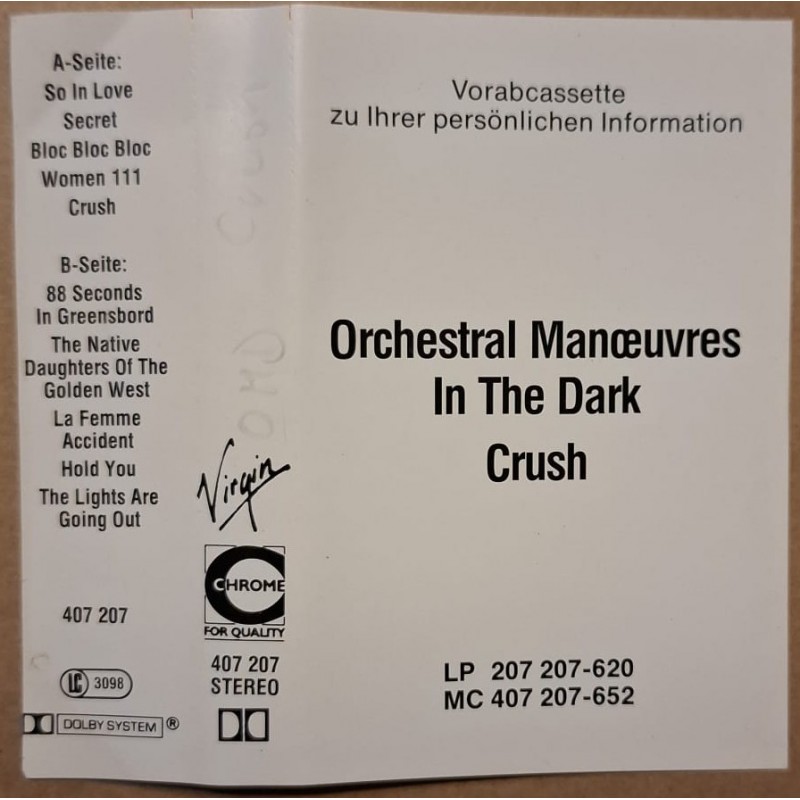 A-Seite:
So In Love
Secret
Bloc Bloc Bloc
Women 111
Crush
B-Seite:
88 Seconds
In Greensbord
The Native
Daughters Of The
Golden West
La Femme
Accident
Hold You
The Lights Are
Going Out
407 207
LC 3098
DOLBY SYSTEM ®
OMD Crush
Virgin
CHROME
FOR QUALITY
407 207
STEREO
Vorabcassette
zu Ihrer persönlichen Information
Orchestral Manœuvres
In The Dark
Crush
LP 207 207-620
MC 407 207-652